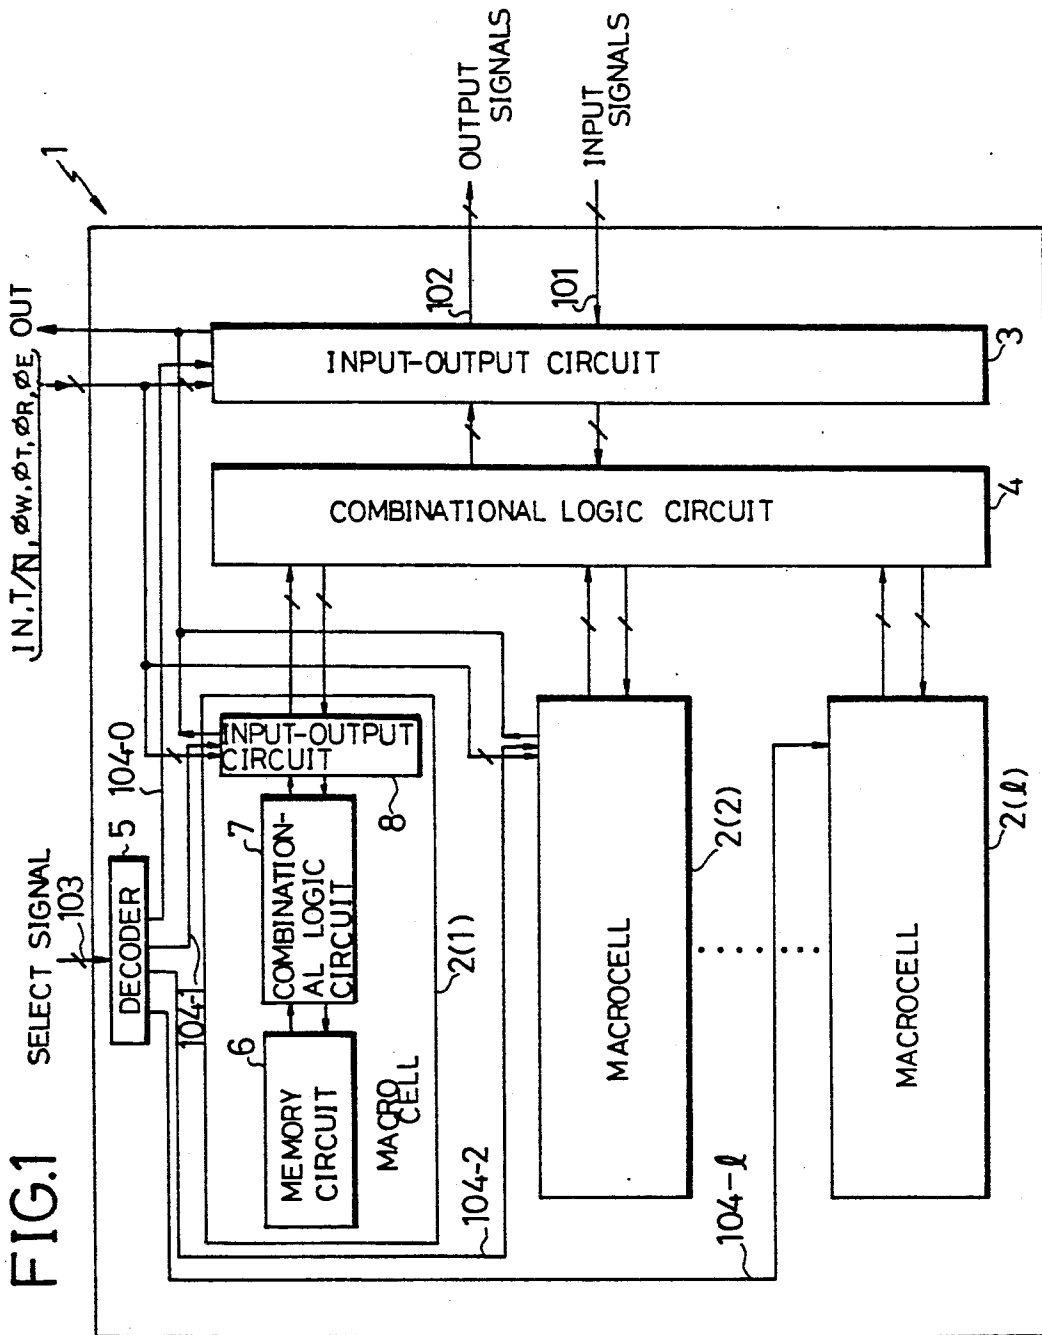 FIG.1
SELECT SIGNAL
103
IN,T/N̅,ØW,ØT,ØR,ØE
OUT
1
DECODER
5
104-0
104-1
MEMORY
CIRCUIT
6
COMBINATION-
AL LOGIC
CIRCUIT
7
INPUT-OUTPUT
CIRCUIT
8
MACRO
CELL
2(1)
104-2
MACROCELL
2(2)
104-ℓ
MACROCELL
2(ℓ)
COMBINATIONAL LOGIC CIRCUIT
4
INPUT-OUTPUT CIRCUIT
3
102
OUTPUT
SIGNALS
101
INPUT
SIGNALS